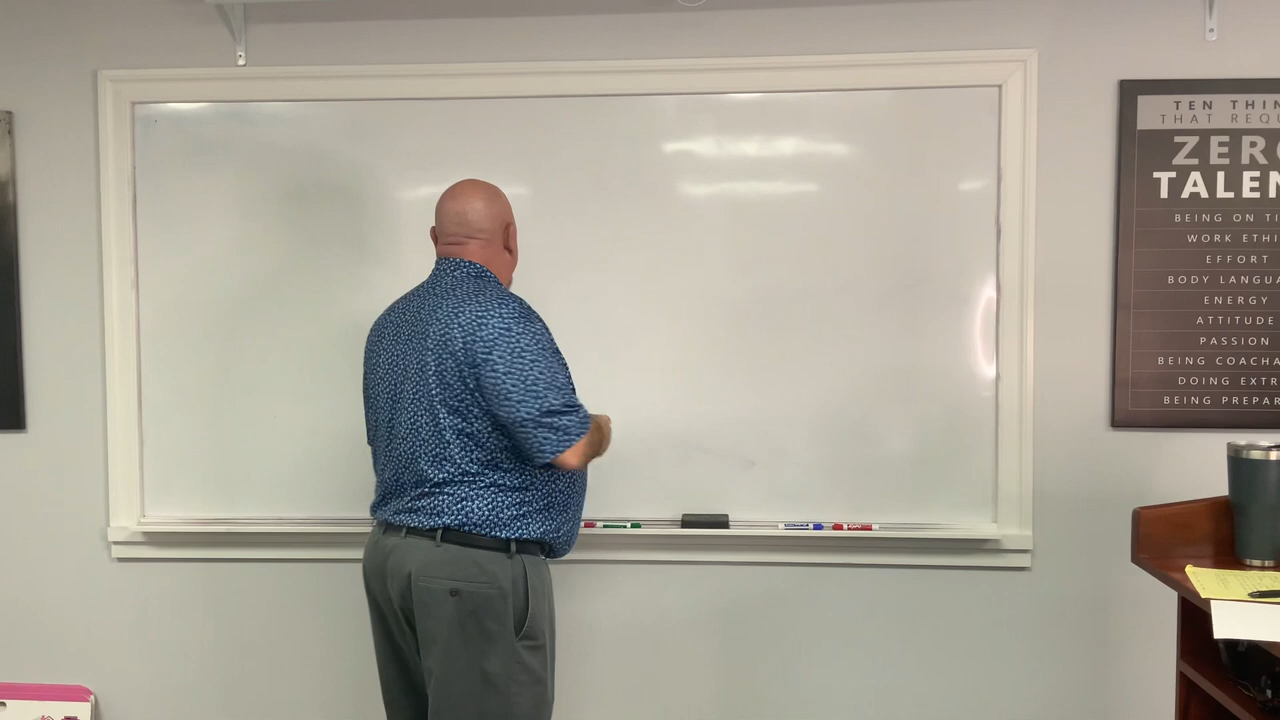 TEN THIN
THAT REQU
ZERO
TALEN
BEING ON TI
WORK ETHI
EFFORT
BODY LANGUA
ENERGY
ATTITUDE
PASSION
BEING COACHA
DOING EXTR
BEING PREPAR